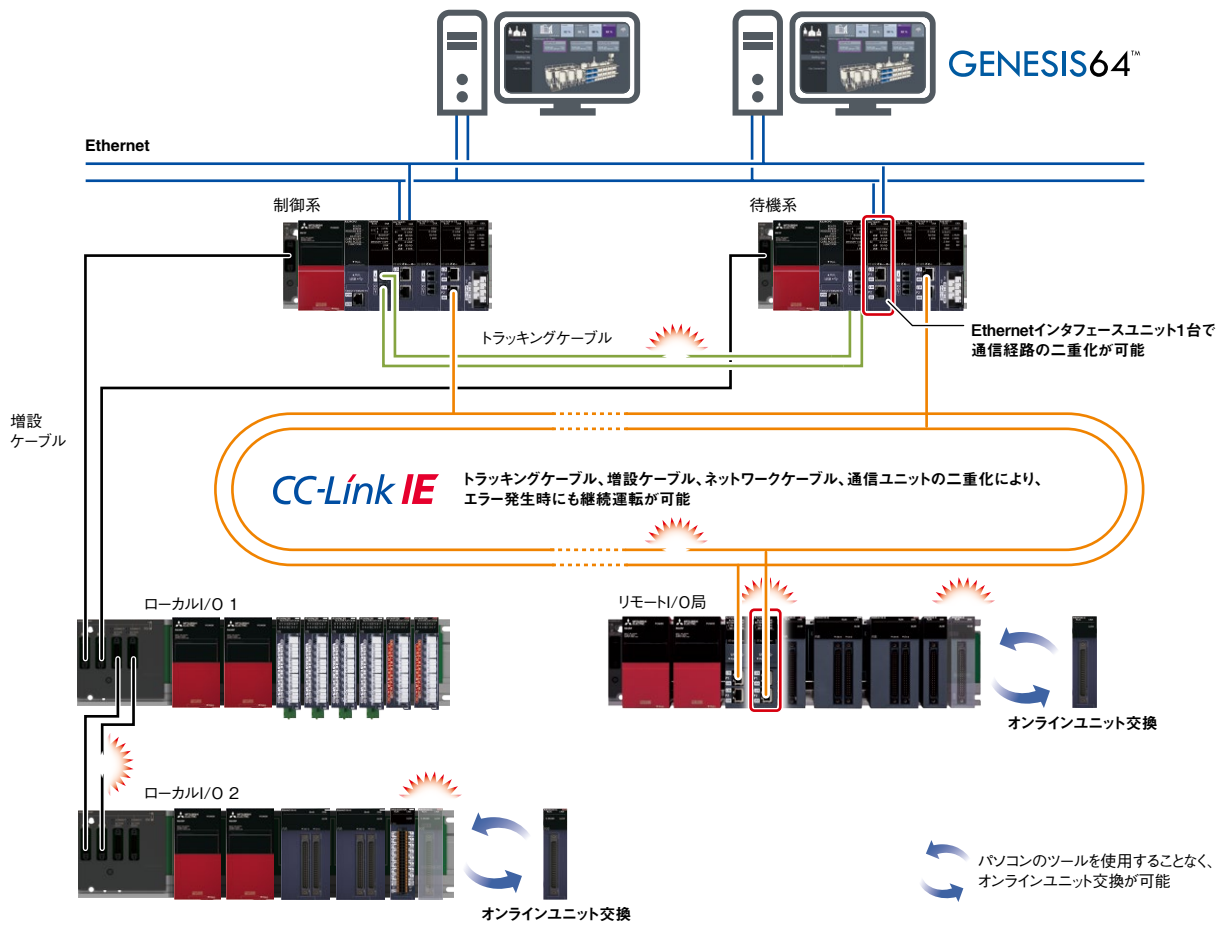 GENESIS64™
Ethernet
制御系
待機系
トラッキングケーブル
Ethernetインタフェースユニット1台で
通信経路の二重化が可能
増設
ケーブル
CC-Link IE
トラッキングケーブル、増設ケーブル、ネットワークケーブル、通信ユニットの二重化により、
エラー発生時にも継続運転が可能
ローカルI/O 1
リモートI/O局
オンラインユニット交換
ローカルI/O 2
オンラインユニット交換
パソコンのツールを使用することなく、
オンラインユニット交換が可能